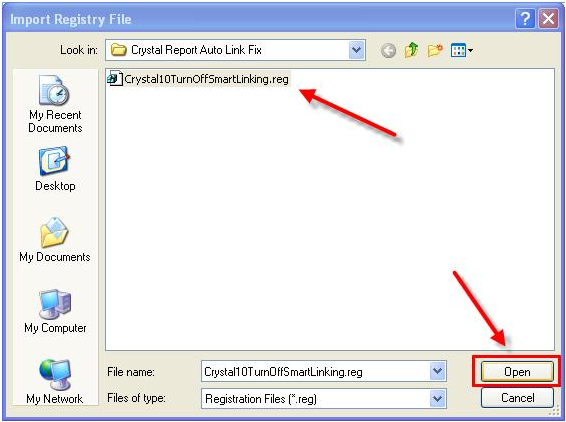 Import Registry File
Look in: Crystal Report Auto Link Fix
Crystal10TurnOffSmartLinking.reg
My Recent
Documents
Desktop
My Documents
My Computer
My Network
File name: Crystal10TurnOffSmartLinking.reg Open
Files of type: Registration Files (*.reg) Cancel